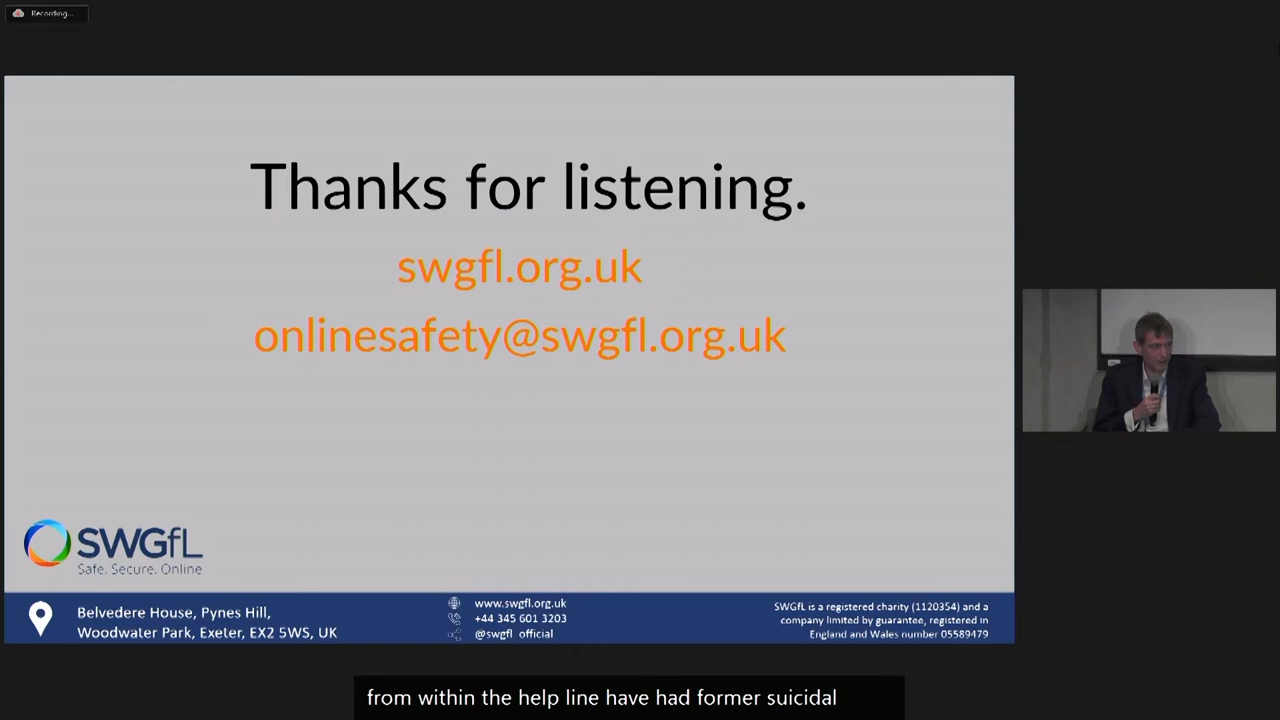 Recording...
Thanks for listening.
swgfl.org.uk
onlinesafety@swgfl.org.uk
SWGfL
Safe. Secure. Online
Belvedere House, Pynes Hill,
Woodwater Park, Exeter, EX2 5WS, UK
www.swgfl.org.uk
+44 345 601 3203
@swgfl official
SWGfL is a registered charity (1120354) and a
company limited by guarantee, registered in
England and Wales number 05589479
from within the help line have had former suicidal